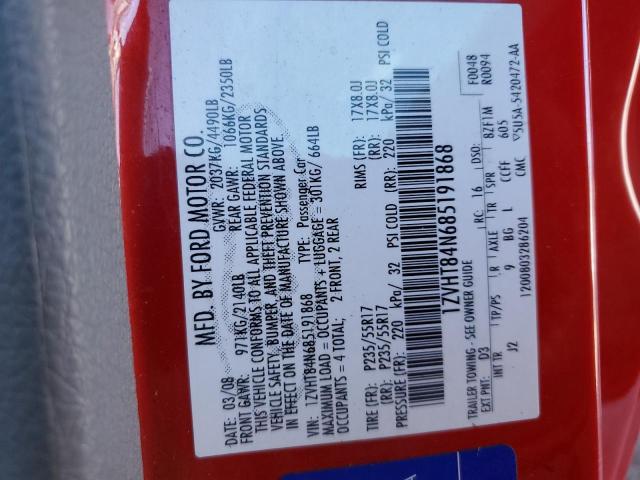 MFD. BY FORD MOTOR CO.
DATE: 03/08 GVWR: 2037KG/4490LB
FRONT GAWR: 971KG/2140LB REAR GAWR: 1066KG/2350LB
THIS VEHICLE CONFORMS TO ALL APPLICABLE FEDERAL MOTOR
VEHICLE SAFETY, BUMPER, AND THEFT PREVENTION STANDARDS
IN EFFECT ON THE DATE OF MANUFACTURE SHOWN ABOVE.
VIN: 1ZVHT84N685191868 TYPE: Passenger Car
MAXIMUM LOAD = OCCUPANTS + LUGGAGE = 301KG/ 664LB
OCCUPANTS = 4 TOTAL; 2 FRONT, 2 REAR
TIRE (FR): P235/55R17 RIMS (FR): 17X8.0J
(RR): P235/55R17 (RR): 17X8.0J
PRESSURE (FR): 220 kPa/ 32 PSI COLD (RR): 220 kPa/ 32 PSI COLD
1ZVHT84N685191868
TRAILER TOWING - SEE OWNER GUIDE F0048
EXT PNT: D3 RC: 16 DSO: R0094
INT TR TP/PS R AXLE TR SPR BZF1M
J2 9 BG L CEFF 605
1200803286204 CMC 5U5A-5420472-AA